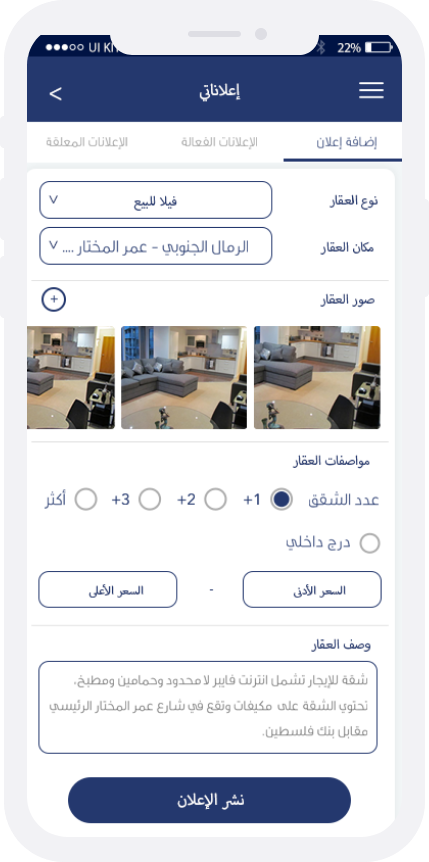 ●●●○○ UI KI
22%
إعلاناتي
<
إضافة إعلان
الإعلانات الفعالة
الإعلانات المعلقة
نوع العقار
فيلا للبيع
مكان العقار
الرمال الجنوبي - عمر المختار ....
صور العقار
+
مواصفات العقار
عدد الشقق
1+
2+
3+
أكثر
درج داخلي
السعر الأدنى
-
السعر الأعلى
وصف العقار
شقة للإيجار تشمل انترنت فايبر لا محدود وحمامين ومطبخ،
تحتوي الشقة على مكيفات وتقع في شارع عمر المختار الرئيسي
مقابل بنك فلسطين.
نشر الإعلان